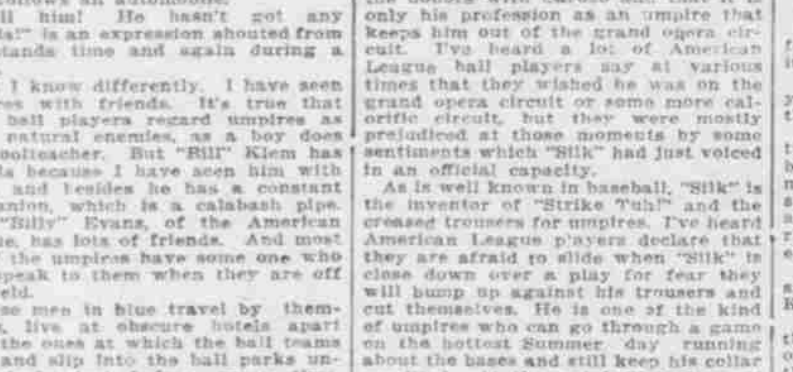 ll him! He hasn't got any
is an expression shouted from
time and again during a
I know differently. I have seen
with friends. It's true that
ball players regard umpires as
natural enemies, as a boy does
But "Bill" Klem has
because I have seen him with
and besides he has a constant
which is a calabash pipe.
"Billy" Evans, of the American
has lots of friends. And most
the umpires have some one who
speak to them when they are off
men in blue travel by them-
live at obscure hotels apart
the ones at which the ball teams
and slip into the ball parks un-
only his profession as an umpire that
keeps him out of the grand opera cir-
cuit. I've heard a lot of American
League ball players say at various
times that they wished he was on the
grand opera circuit or some more cal-
orific circuit, but they were mostly
prejudiced at those moments by some
sentiments which "Silk" had just voiced
in an official capacity.
As is well known in baseball, "Silk" is
the inventor of "Strike Tuh!" and the
creased trousers for umpires. I've heard
American League players declare that
they are afraid to slide when "Silk" is
close down over a play for fear they
will bump up against his trousers and
cut themselves. He is one of the kind
of umpires who can go through a game
on the hottest Summer day running
about the bases and still keep his collar